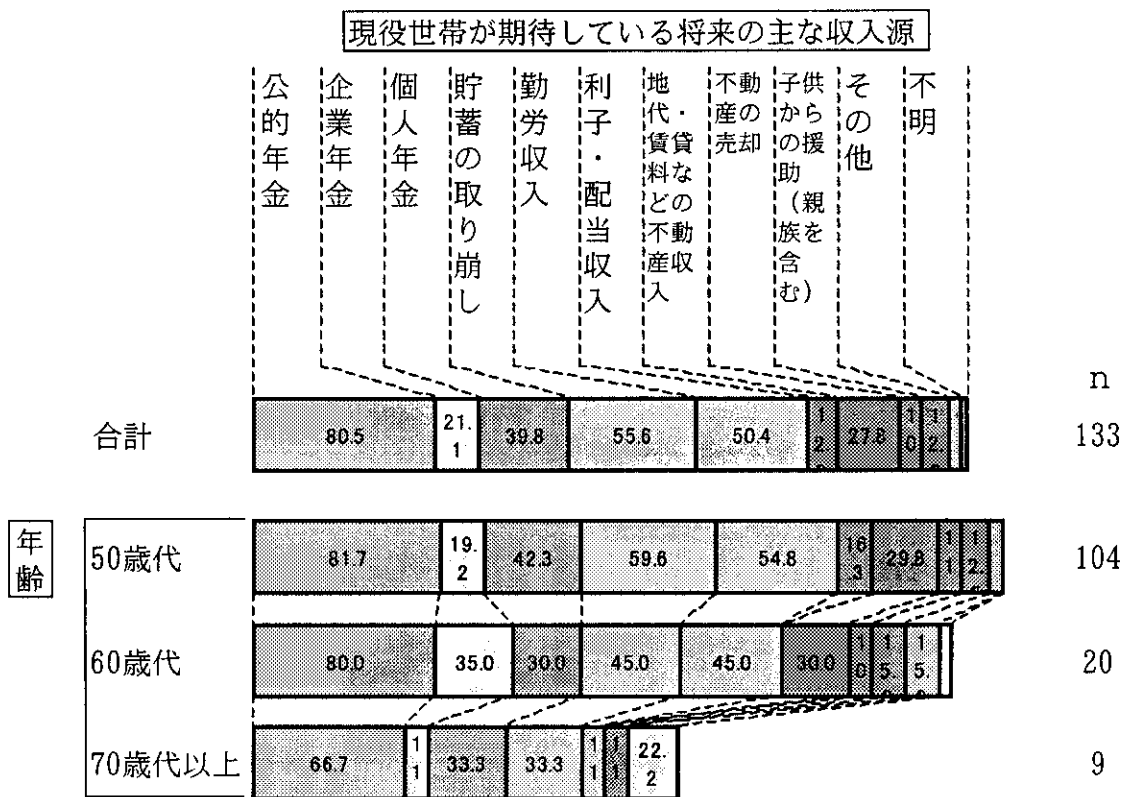 現役世帯が期待している将来の主な収入源
公的年金
企業年金
個人年金
貯蓄の取り崩し
勤労収入
利子・配当収入
地代・賃貸料などの不動産収入
不動産の売却
子供からの援助(親族を含む)
その他
不明
n
合計 80.5 21.1 39.8 55.6 50.4 27.8 133
年齢
50歳代 81.7 19.2 42.3 59.6 54.8 16.3 29.8 11 104
60歳代 80.0 35.0 30.0 45.0 45.0 30.0 10 20
70歳代以上 66.7 11 33.3 33.3 11 11 22.2 9